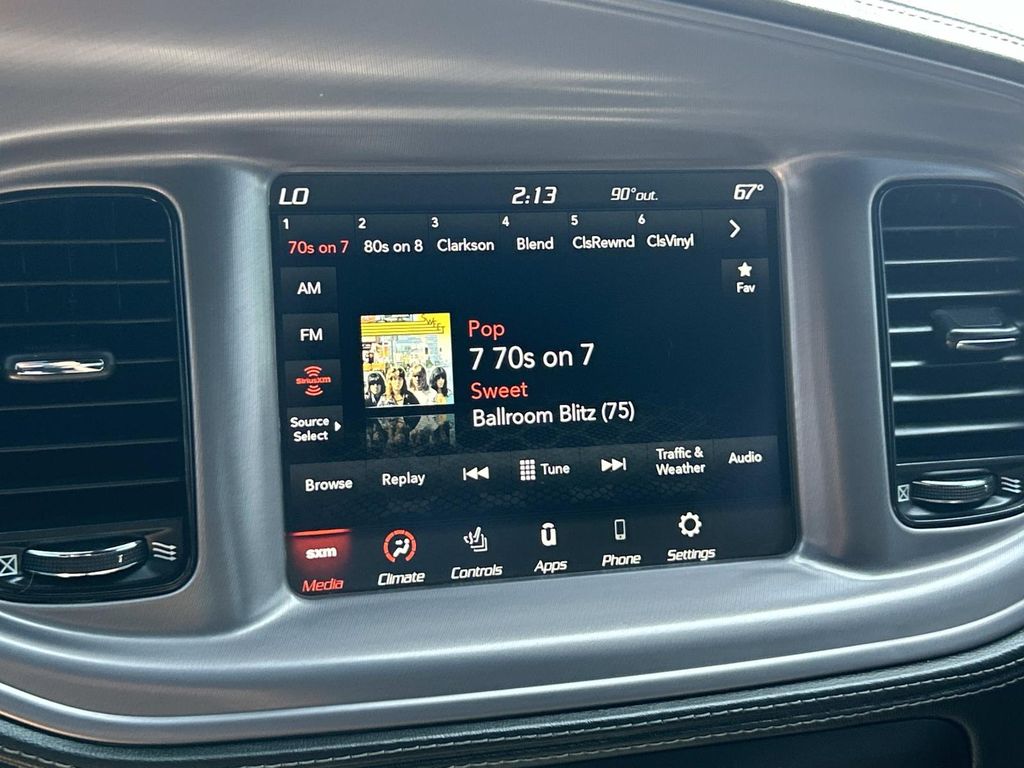 LO 2:13 90°out. 67°
1 2 3 4 5 6
70s on 7 80s on 8 Clarkson Blend ClsRewnd ClsVinyl
AM
Fav
FM
SiriusXM
Source
Select
Sweet
Pop
7 70s on 7
Sweet
Ballroom Blitz (75)
Browse Replay Tune Traffic &
Weather Audio
sxm
Media Climate Controls Apps Phone Settings